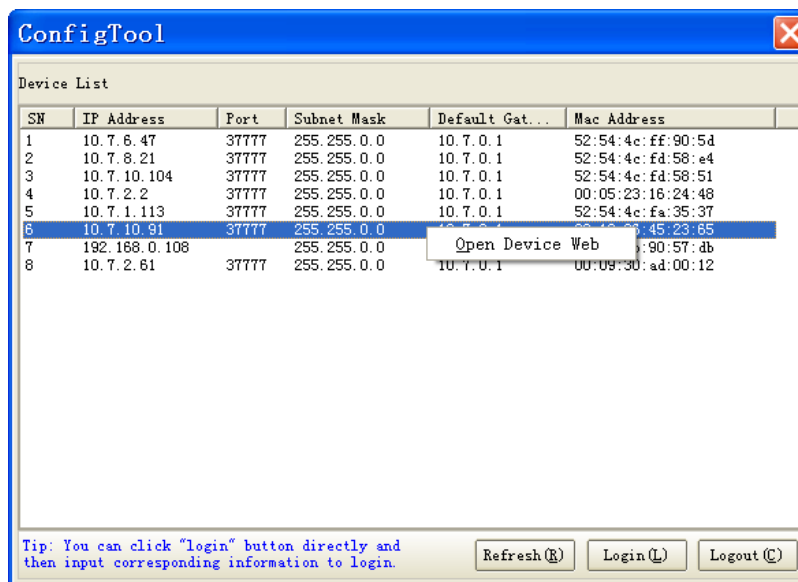 ConfigTool
Device List
SN IP Address Port Subnet Mask Default Gat... Mac Address
1 10.7.6.47 37777 255.255.0.0 10.7.0.1 52:54:4c:ff:90:5d
2 10.7.8.21 37777 255.255.0.0 10.7.0.1 52:54:4c:fd:58:e4
3 10.7.10.104 37777 255.255.0.0 10.7.0.1 52:54:4c:fd:58:51
4 10.7.2.2 37777 255.255.0.0 10.7.0.1 00:05:23:16:24:48
5 10.7.1.113 37777 255.255.0.0 10.7.0.1 52:54:4c:fa:35:37
6 10.7.10.91 37777 255.255.0.0 :45:23:65
Open Device Web
7 192.168.0.108 255.255.0.0 :90:57:db
8 10.7.2.61 37777 255.255.0.0 10.7.0.1 00:09:30:ad:00:12
Tip: You can click "login" button directly and
then input corresponding information to login.
Refresh(R) Login(L) Logout(C)